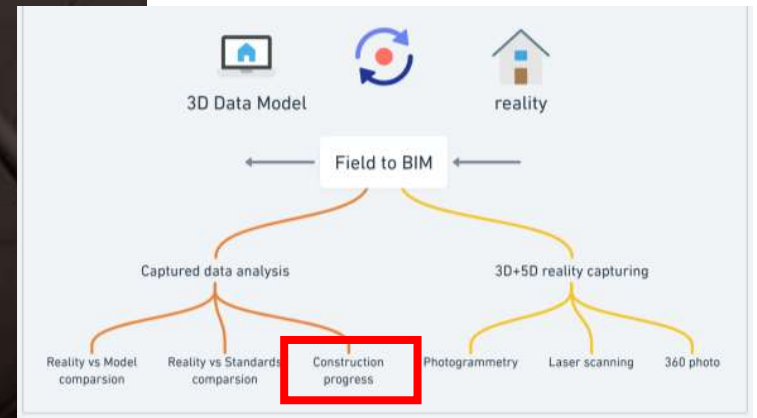 3D Data Model
reality
Field to BIM
Captured data analysis
3D+5D reality capturing
Reality vs Model
comparsion
Reality vs Standards
comparsion
Construction
progress
Photogrammetry
Laser scanning
360 photo